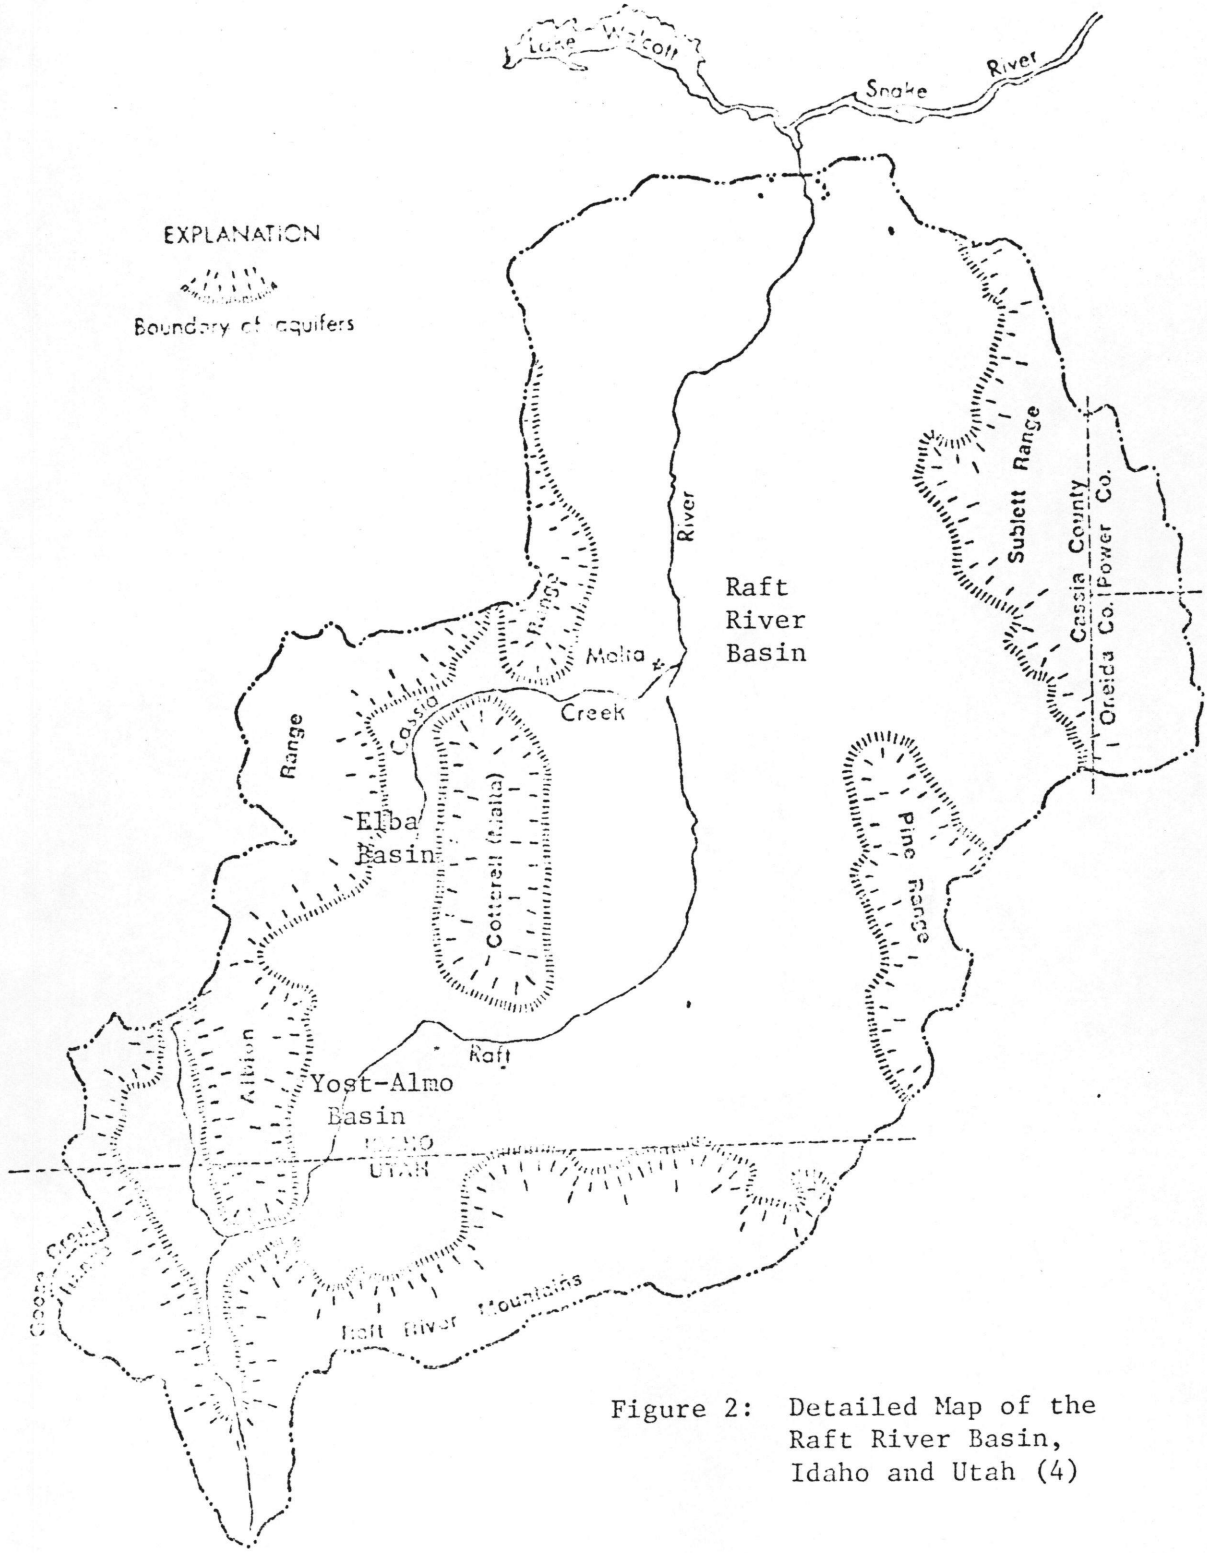 Lake Walcott
Snake River
EXPLANATION
Boundary of aquifers
Sublett Range
Cassia County
Oneida Co.
Power Co.
River
Raft
River
Basin
Range
Malta
Cassia Creek
Range
Elba
Basin
Cotterell (Malta)
Pine Range
Albion
Raft
Yost-Almo
Basin
IDAHO
UTAH
Goose Creek
Raft River Mountains
Figure 2: Detailed Map of the
Raft River Basin,
Idaho and Utah (4)